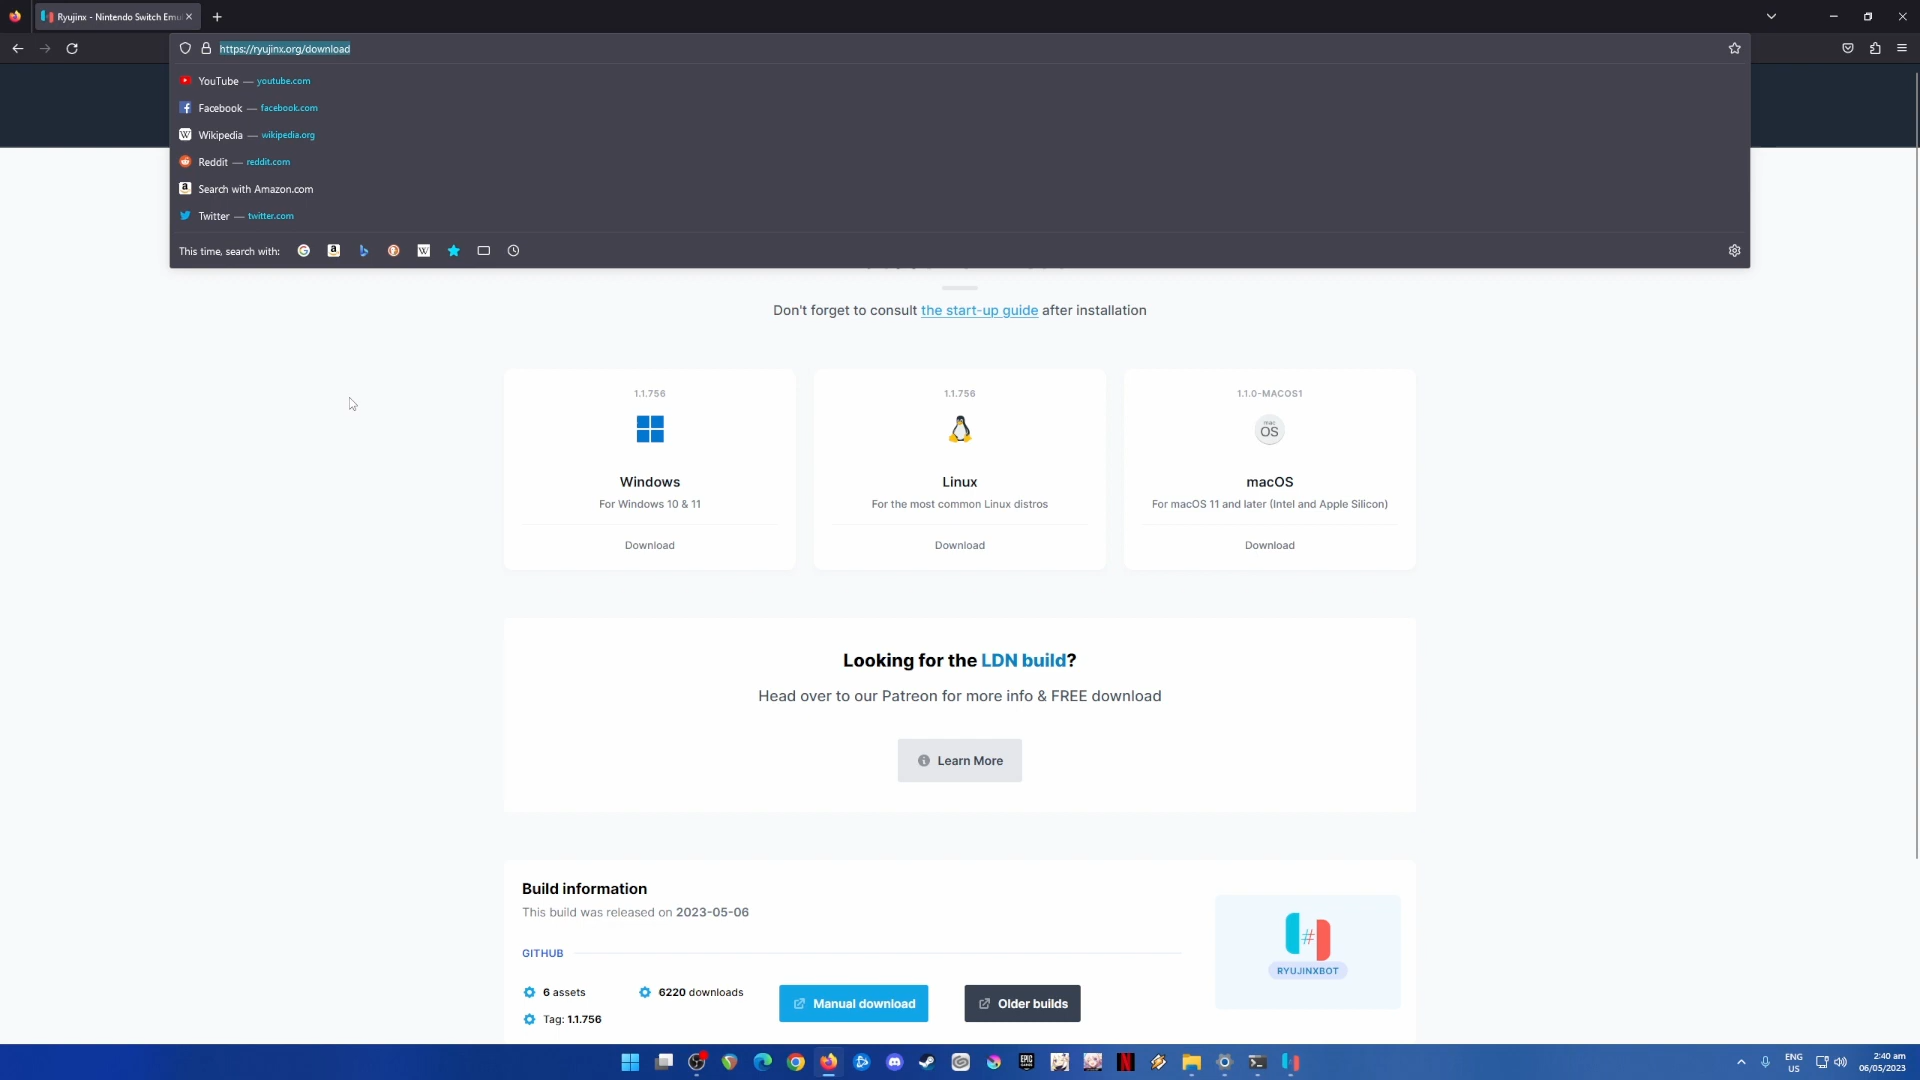 Ryujinx - Nintendo Switch Emu
https://ryujinx.org/download
YouTube — youtube.com
Facebook — facebook.com
Wikipedia — wikipedia.org
Reddit — reddit.com
Search with Amazon.com
Twitter — twitter.com
This time, search with:
Don't forget to consult the start-up guide after installation
1.1.756
Windows
For Windows 10 & 11
Download
1.1.756
Linux
For the most common Linux distros
Download
1.1.0-MACOS1
mac
OS
macOS
For macOS 11 and later (Intel and Apple Silicon)
Download
Looking for the LDN build?
Head over to our Patreon for more info & FREE download
Learn More
Build information
This build was released on 2023-05-06
GITHUB
6 assets
6220 downloads
Tag: 1.1.756
Manual download
Older builds
#
RYUJINXBOT
ENG
US
2:40 am
06/05/2023